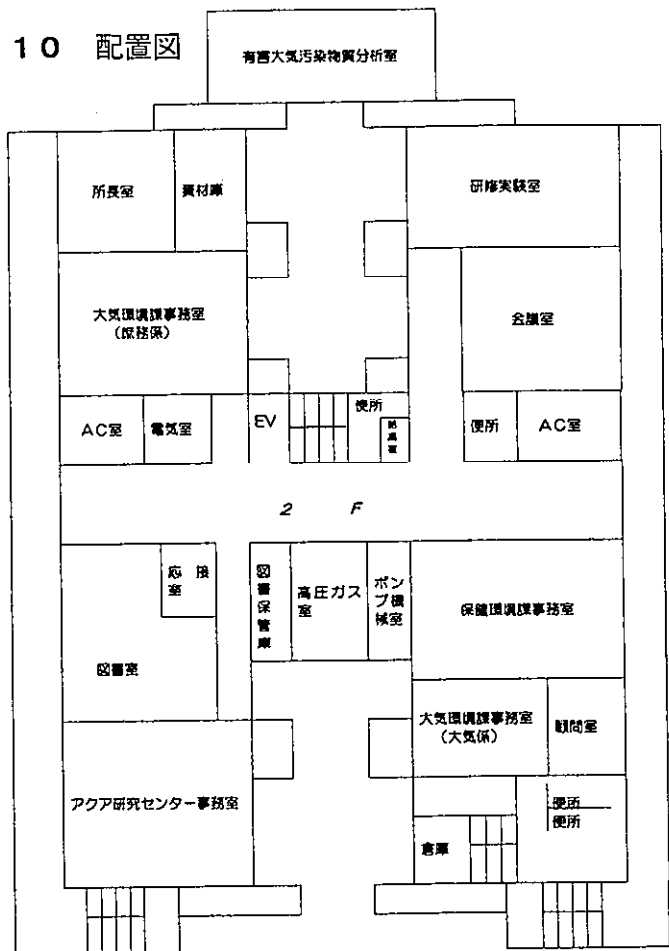 10 配置図
有害大気汚染物質分析室
所長室
資材庫
研修実験室
大気環境課事務室
(庶務係)
会議室
AC室
電気室
EV
便所
給湯室
便所
AC室
2 F
応接
室
図書保管庫
高圧ガス
室
ポン
プ機
械室
保健環境課事務室
図書室
大気環境課事務室
(大気係)
顧問室
アクア研究センター事務室
便所
便所
倉庫